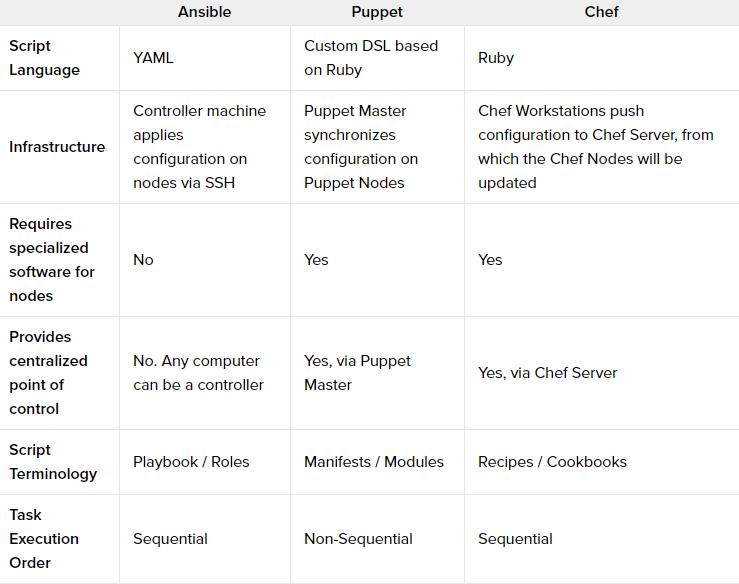 Ansible Puppet Chef
Script
Language
YAML
Custom DSL based
on Ruby
Ruby
Infrastructure
Controller machine
applies
configuration on
nodes via SSH
Puppet Master
synchronizes
configuration on
Puppet Nodes
Chef Workstations push
configuration to Chef Server, from
which the Chef Nodes will be
updated
Requires
specialized
software for
nodes
No
Yes
Yes
Provides
centralized
point of
control
No. Any computer
can be a controller
Yes, via Puppet
Master
Yes, via Chef Server
Script
Terminology
Playbook / Roles
Manifests / Modules
Recipes / Cookbooks
Task
Execution
Order
Sequential
Non-Sequential
Sequential